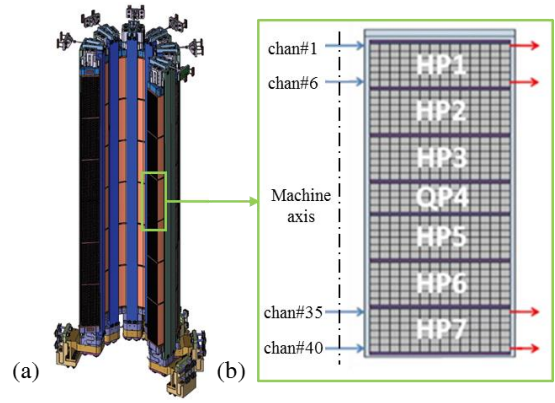 chan#1
chan#6
HP1
HP2
HP3
Machine
axis
QP4
HP5
HP6
chan#35
HP7
chan#40
(a)
(b)